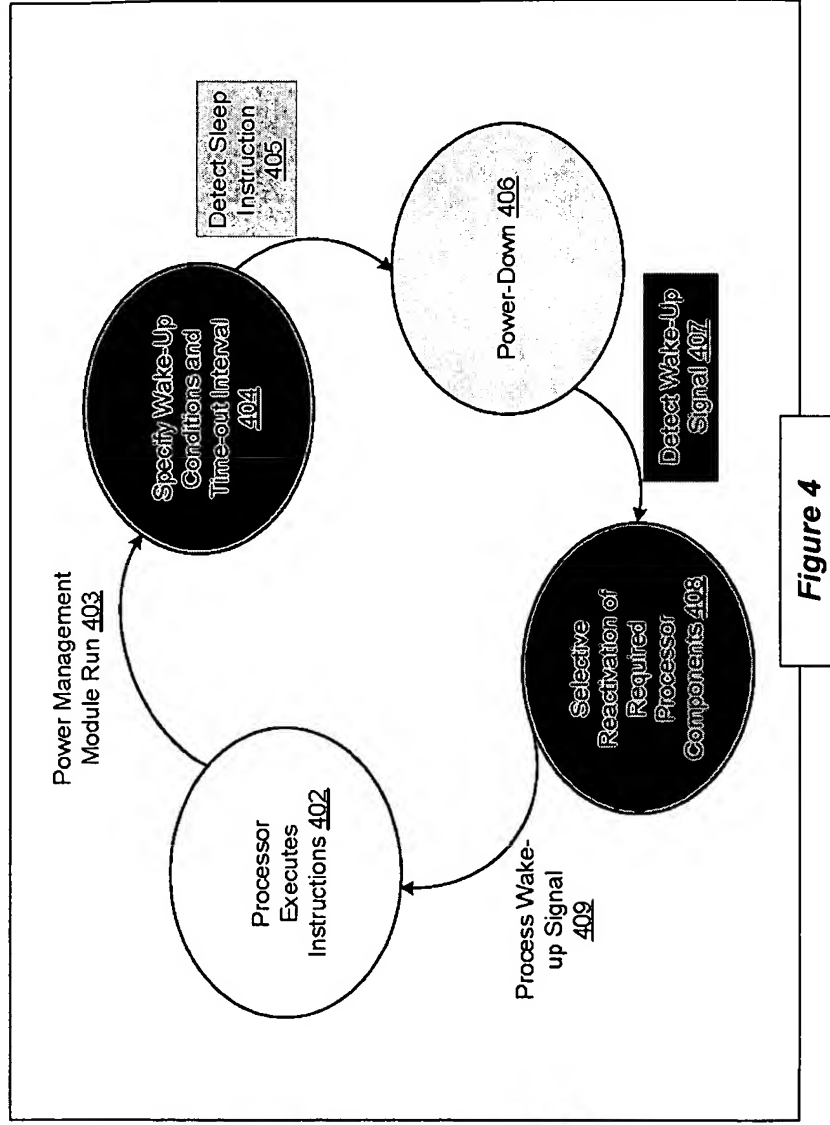 Power Management
Module Run 403
Specify Wake-Up
Conditions and
Time-out Interval
404
Detect Sleep
Instruction
405
Processor
Executes
Instructions 402
Power-Down 406
Process Wake-
up Signal
409
Selective
Reactivation of
Required
Processor
Components 408
Detect Wake-Up
Signal 407
Figure 4